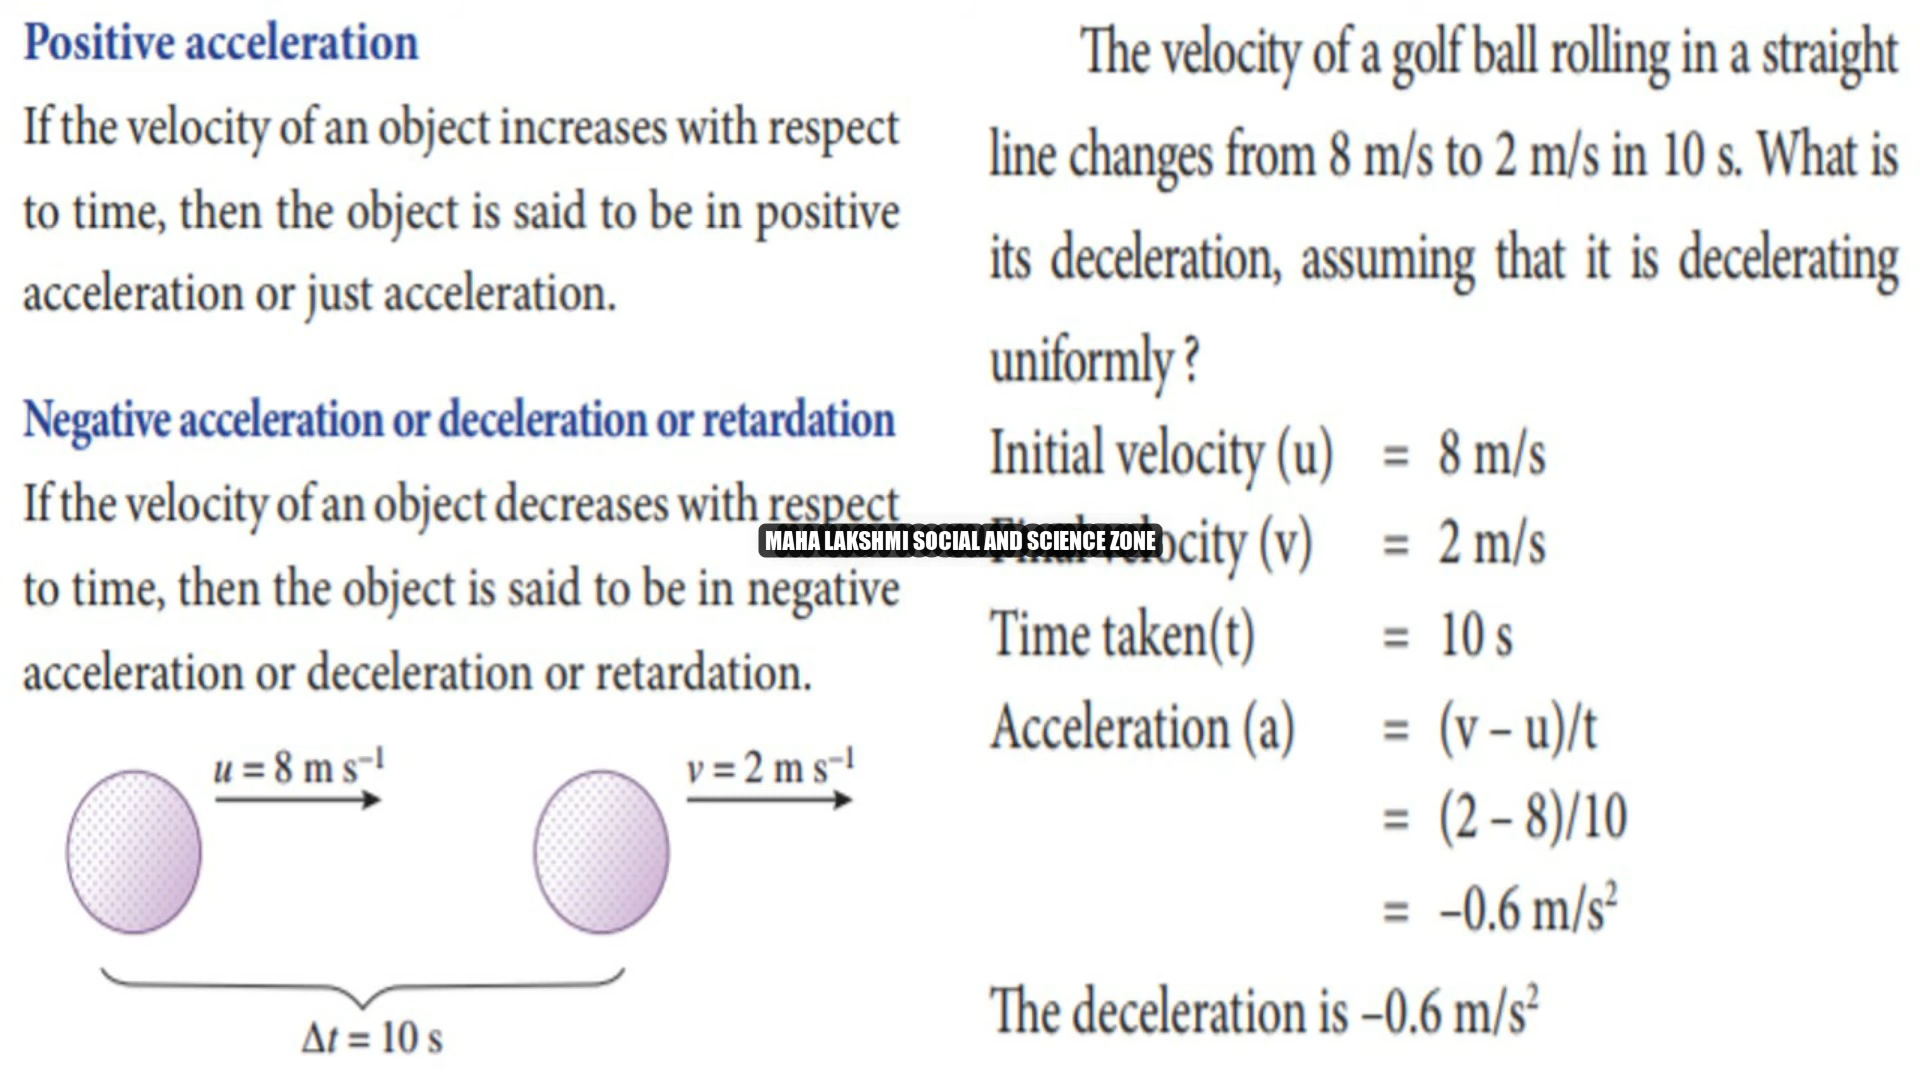 Positive acceleration
If the velocity of an object increases with respect
to time, then the object is said to be in positive
acceleration or just acceleration.
Negative acceleration or deceleration or retardation
If the velocity of an object decreases with respect
to time, then the object is said to be in negative
acceleration or deceleration or retardation.
u = 8 m s⁻¹
v = 2 m s⁻¹
Δt = 10 s
The velocity of a golf ball rolling in a straight
line changes from 8 m/s to 2 m/s in 10 s. What is
its deceleration, assuming that it is decelerating
uniformly ?
Initial velocity (u) = 8 m/s
Final velocity (v) = 2 m/s
Time taken(t) = 10 s
Acceleration (a) = (v – u)/t
= (2 – 8)/10
= –0.6 m/s²
The deceleration is –0.6 m/s²
MAHA LAKSHMI SOCIAL AND SCIENCE ZONE